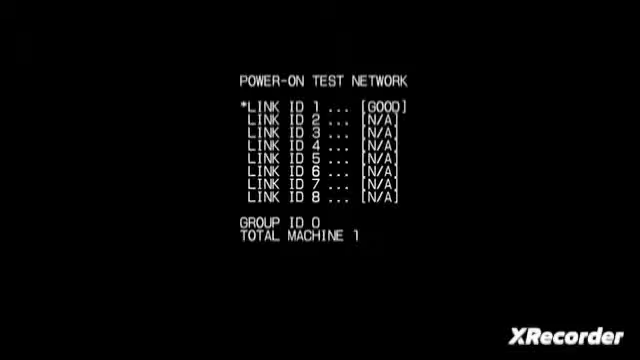 POWER-ON TEST NETWORK
*LINK ID 1 ... [GOOD]
LINK ID 2 ... [N/A]
LINK ID 3 ... [N/A]
LINK ID 4 ... [N/A]
LINK ID 5 ... [N/A]
LINK ID 6 ... [N/A]
LINK ID 7 ... [N/A]
LINK ID 8 ... [N/A]
GROUP ID 0
TOTAL MACHINE 1
XRecorder